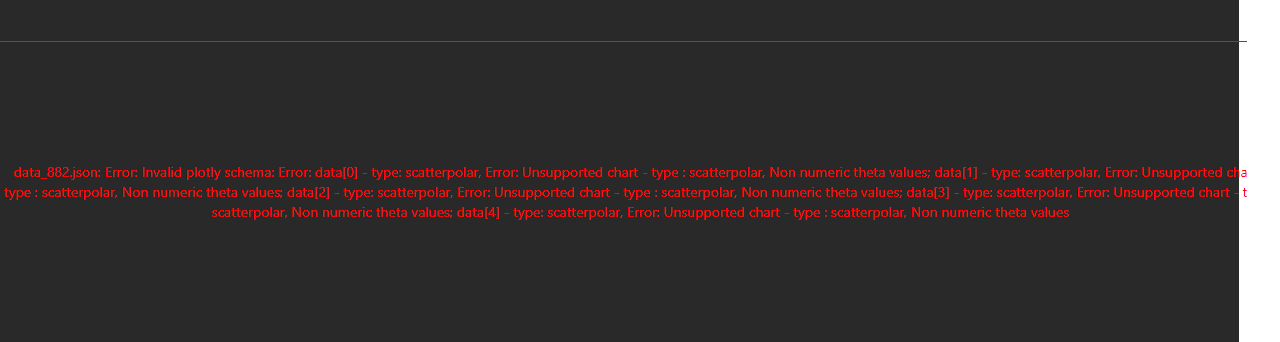 data_882.json: Error: Invalid plotly schema: Error: data[0] - type: scatterpolar, Error: Unsupported chart - type : scatterpolar, Non numeric theta values; data[1] - type: scatterpolar, Error: Unsupported cha
type : scatterpolar, Non numeric theta values; data[2] - type: scatterpolar, Error: Unsupported chart - type : scatterpolar, Non numeric theta values; data[3] - type: scatterpolar, Error: Unsupported chart - t
scatterpolar, Non numeric theta values; data[4] - type: scatterpolar, Error: Unsupported chart - type : scatterpolar, Non numeric theta values